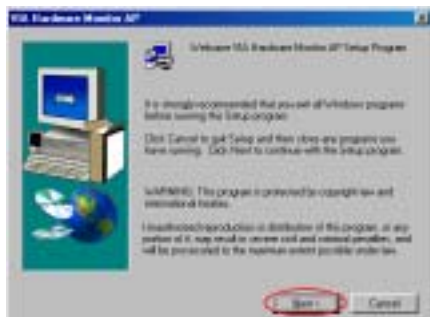 VIA Hardware Monitor AP
Welcome VIA Hardware Monitor AP Setup Program
It is strongly recommended that you exit all Windows programs
before running the Setup program.
Click Cancel to quit Setup and then close any programs you
have running. Click Next to continue with the Setup program.
WARNING: This program is protected by copyright law and
international treaties.
Unauthorized reproduction or distribution of this program, or any
portion of it, may result in severe civil and criminal penalties, and
will be prosecuted to the maximum extent possible under law.
Next >
Cancel